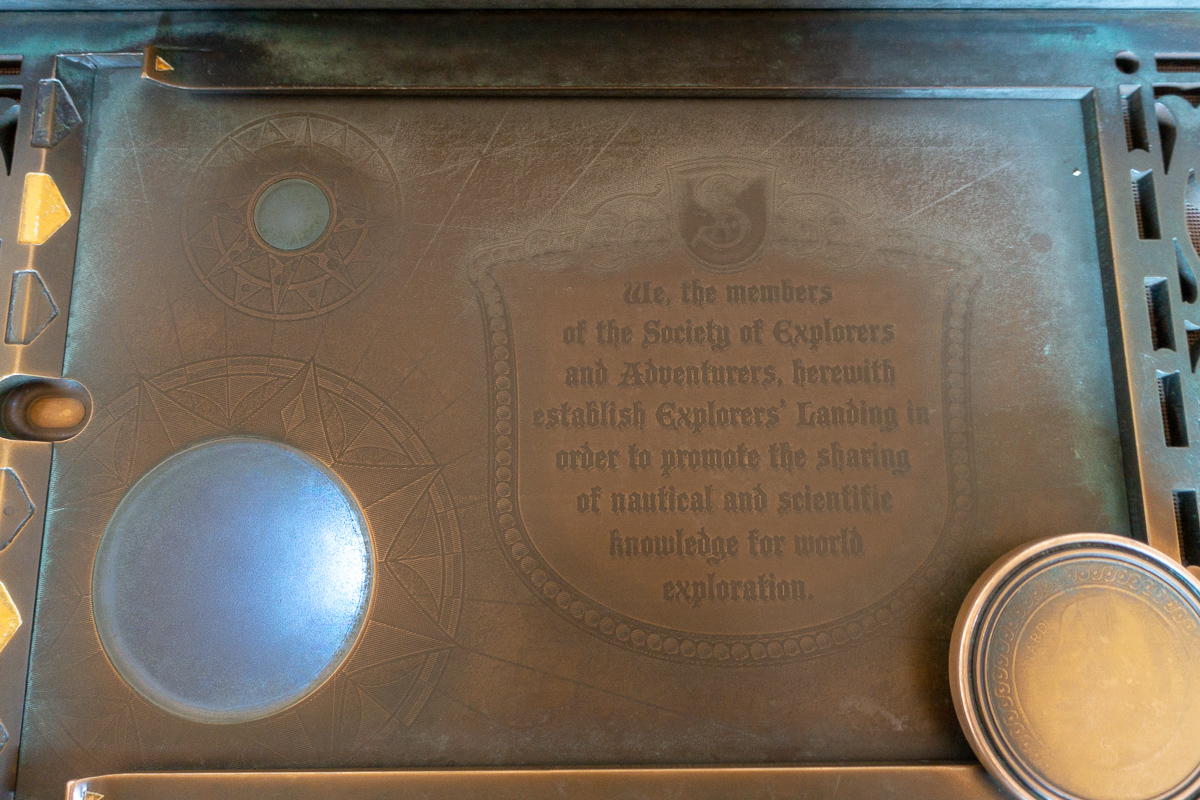 We, the members
of the Society of Explorers
and Adventurers, herewith
establish Explorers' Landing in
order to promote the sharing
of nautical and scientific
knowledge for world
exploration.